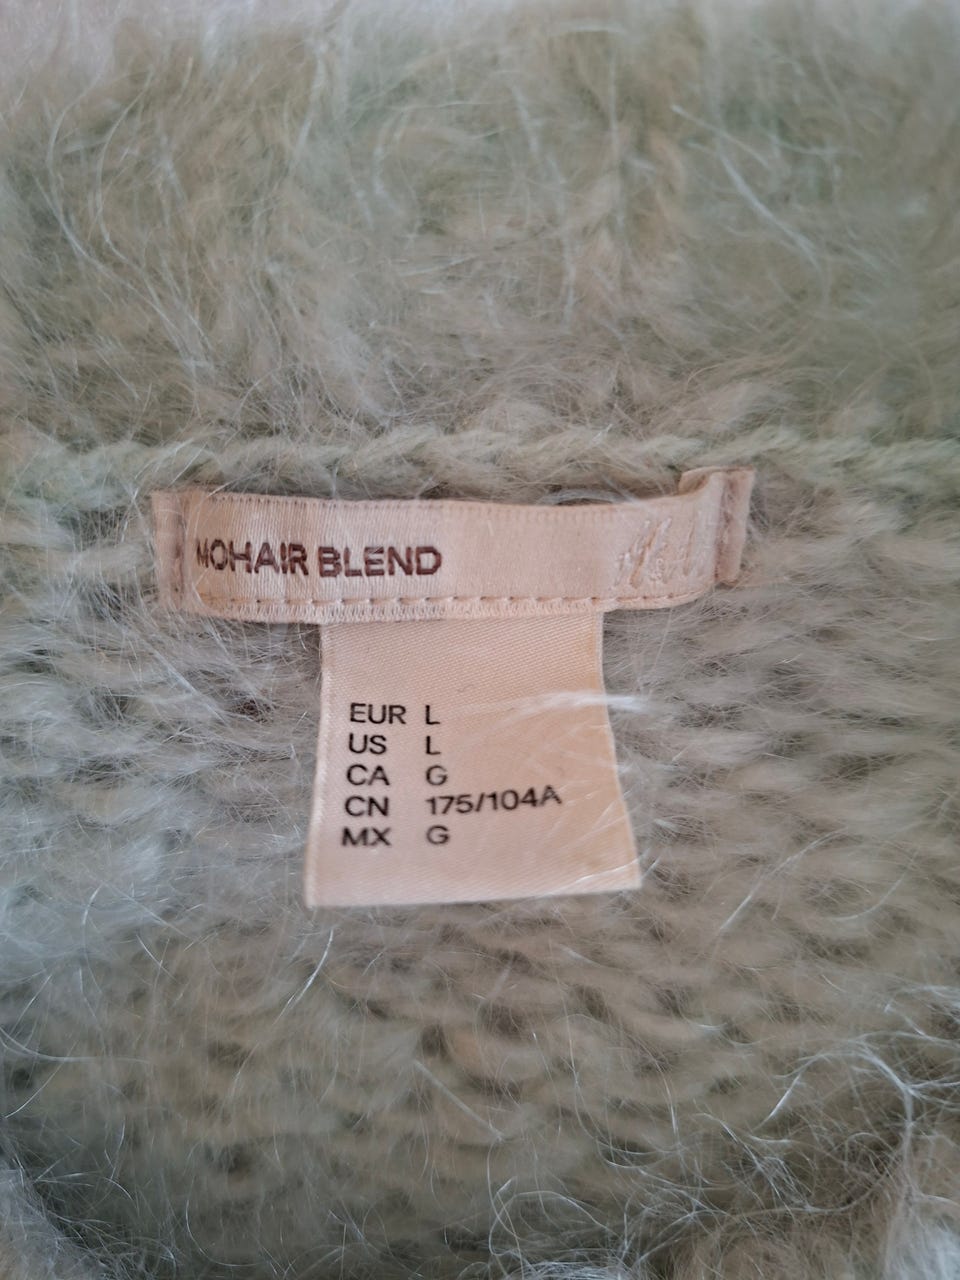 MOHAIR BLEND
EUR L
US L
CA G
CN 175/104A
MX G